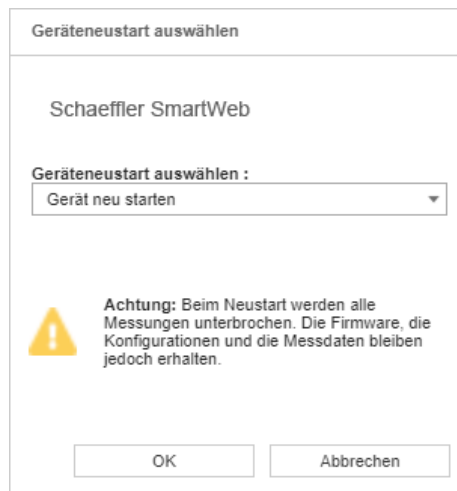 Geräteneustart auswählen
Schaeffler SmartWeb
Geräteneustart auswählen :
Gerät neu starten
Achtung: Beim Neustart werden alle
Messungen unterbrochen. Die Firmware, die
Konfigurationen und die Messdaten bleiben
jedoch erhalten.
OK
Abbrechen